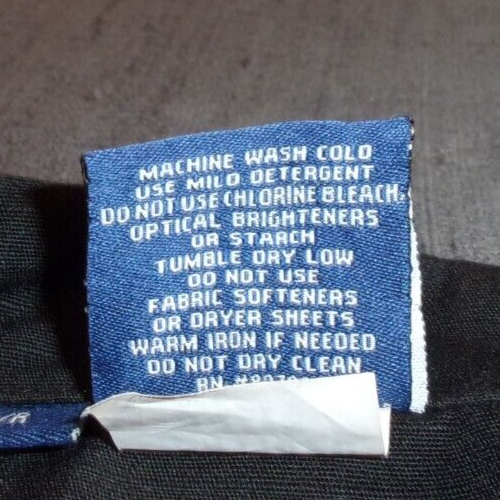 MACHINE WASH COLD
USE MILD DETERGENT
DO NOT USE CHLORINE BLEACH,
OPTICAL BRIGHTENERS
OR STARCH
TUMBLE DRY LOW
DO NOT USE
FABRIC SOFTENERS
OR DRYER SHEETS
WARM IRON IF NEEDED
DO NOT DRY CLEAN
RN